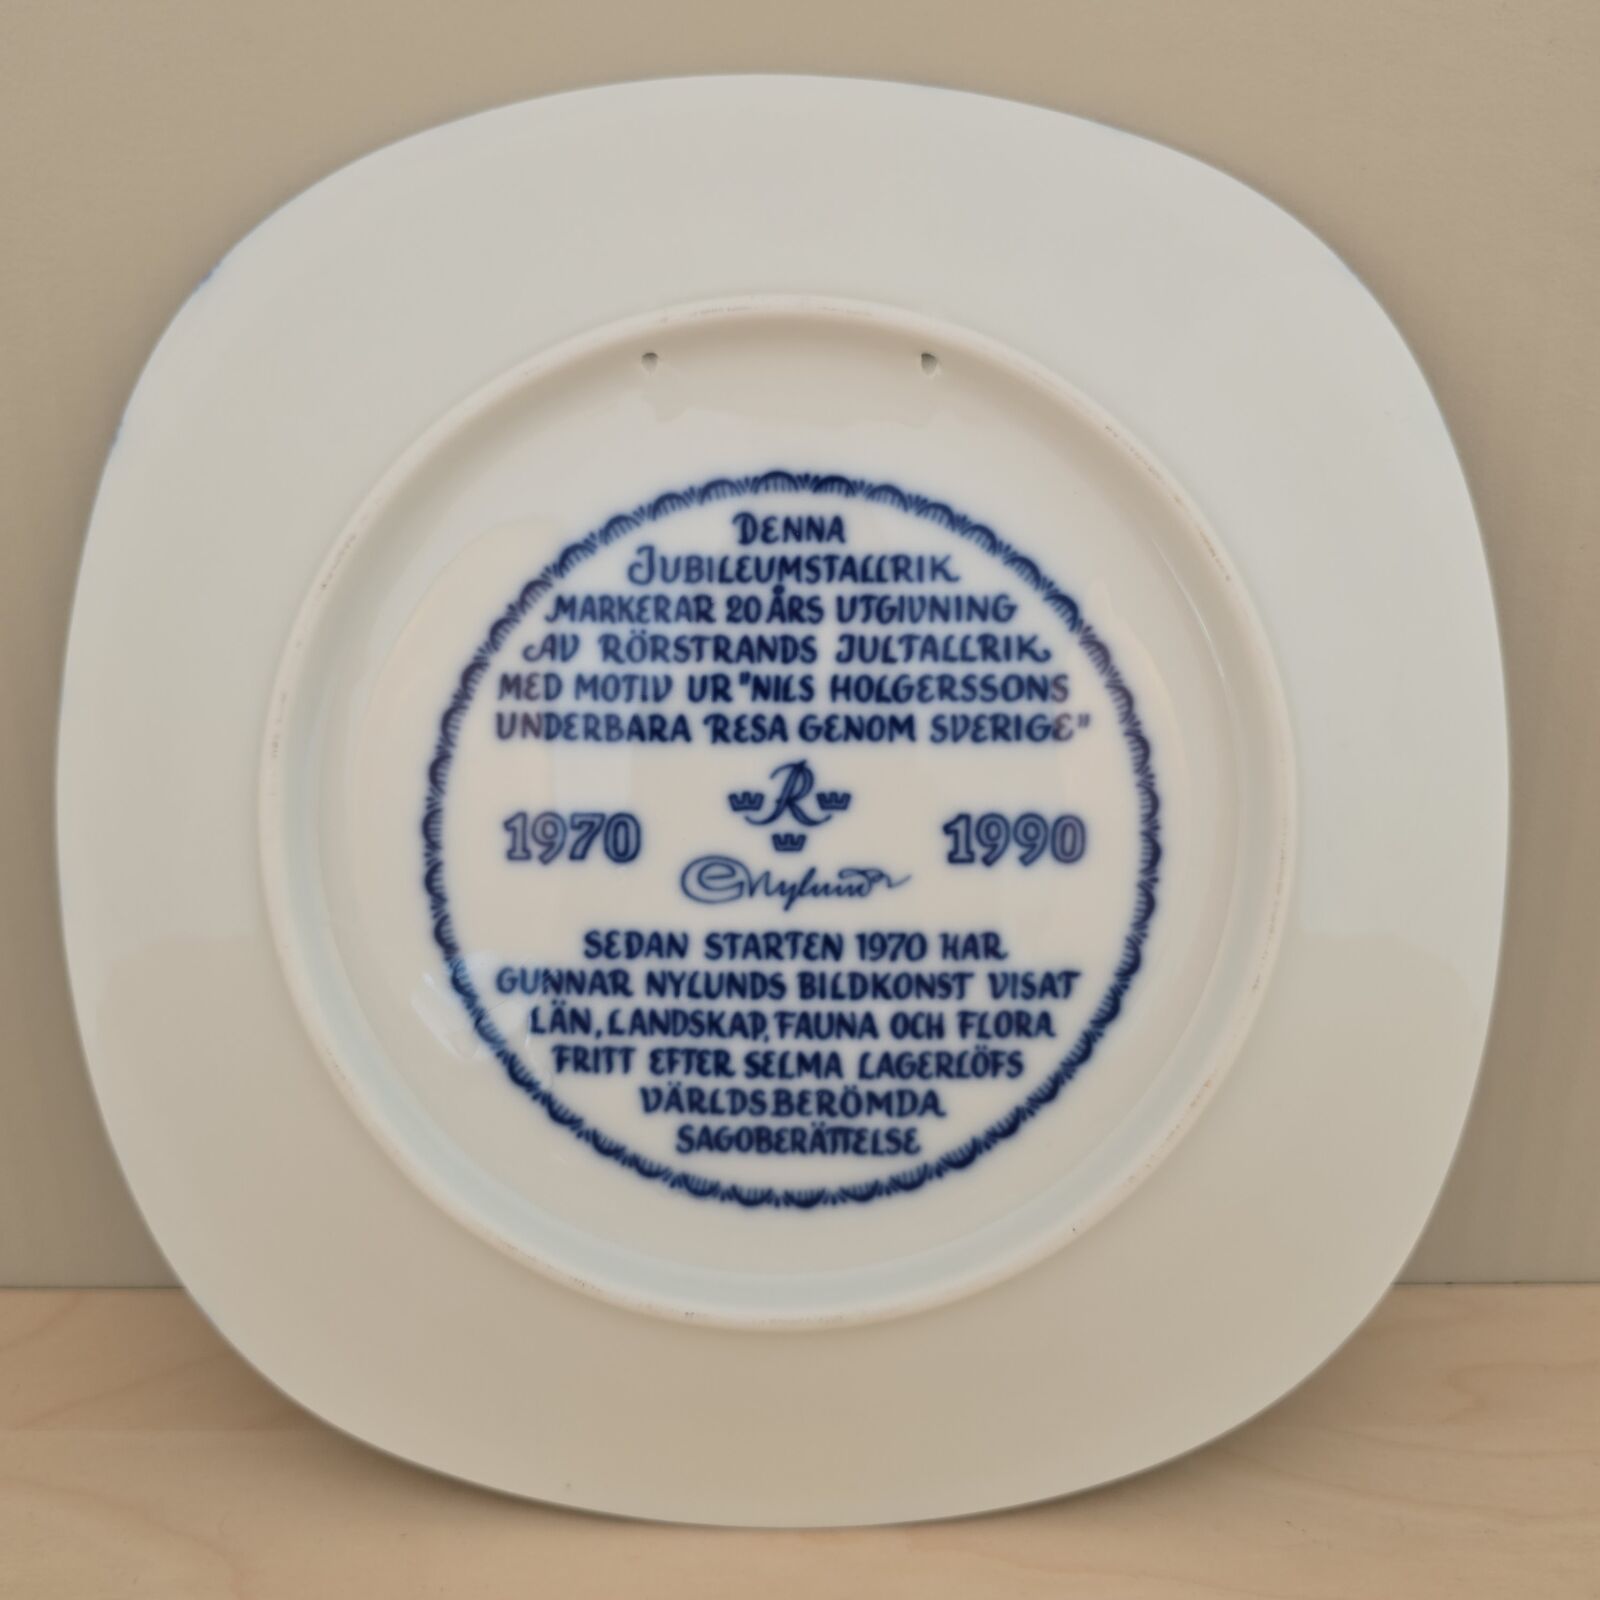 DENNA
JUBILEUMSTALLRIK
MARKERAR 20 ÅRS UTGIVNING
AV RÖRSTRANDS JULTALLRIK
MED MOTIV UR "NILS HOLGERSSONS
UNDERBARA RESA GENOM SVERIGE"
R
1970 1990
GNylund
SEDAN STARTEN 1970 HAR
GUNNAR NYLUNDS BILDKONST VISAT
LÄN, LANDSKAP, FAUNA OCH FLORA
FRITT EFTER SELMA LAGERLÖFS
VÄRLDSBERÖMDA
SAGOBERÄTTELSE